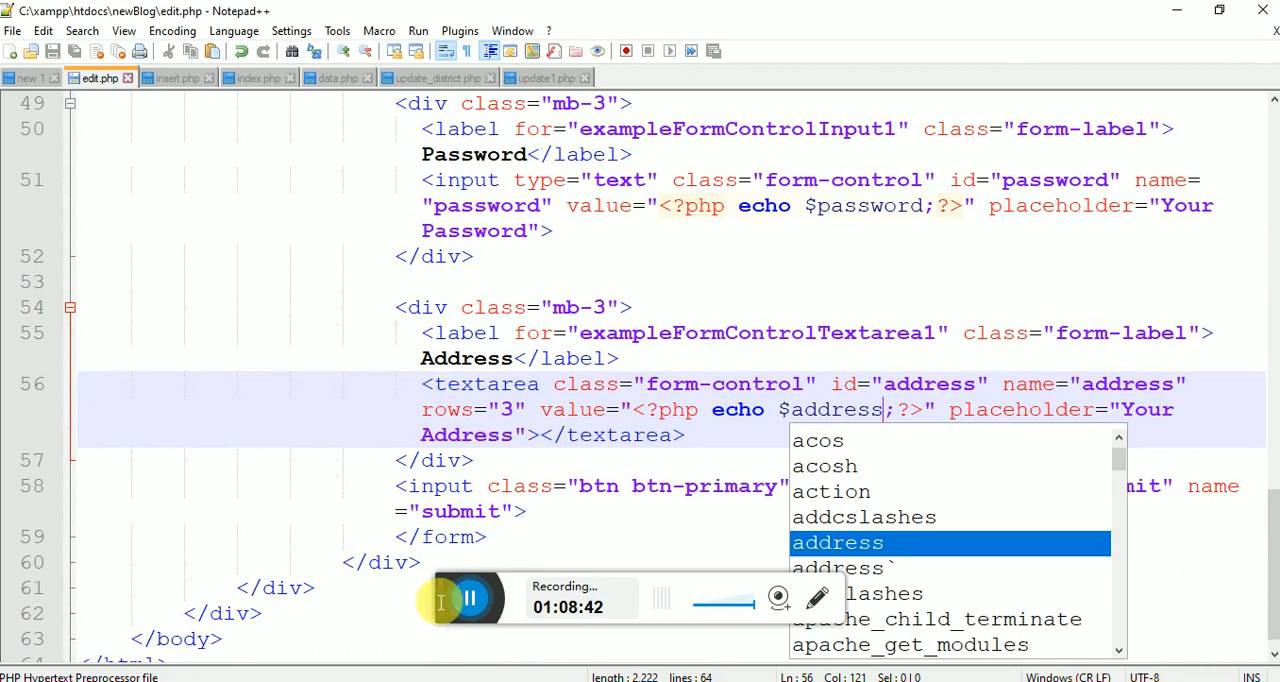 C:\xampp\htdocs\newBlog\edit.php - Notepad++
File Edit Search View Encoding Language Settings Tools Macro Run Plugins Window ?
X
new 1 edit.php insert.php index.php data.php update_district.php update1.php
49 <div class="mb-3">
50 <label for="exampleFormControlInput1" class="form-label">
Password</label>
51 <input type="text" class="form-control" id="password" name=
"password" value="<?php echo $password;?>" placeholder="Your
Password">
52 </div>
53
54 <div class="mb-3">
55 <label for="exampleFormControlTextarea1" class="form-label">
Address</label>
56 <textarea class="form-control" id="address" name="address"
rows="3" value="<?php echo $address;?>" placeholder="Your
Address"></textarea>
acos
57 </div>
acosh
58 <input class="btn btn-primary" mit" name
action
="submit">
addcslashes
59 </form>
address
60 </div>
address`
61 </div>
Recording...
lashes
62 </div>
01:08:42
apache_child_terminate
63 </body>
apache_get_modules
64 </html>
PHP Hypertext Preprocessor file length : 2,222 lines : 64 Ln : 56 Col : 121 Sel : 0 | 0 Windows (CR LF) UTF-8 INS